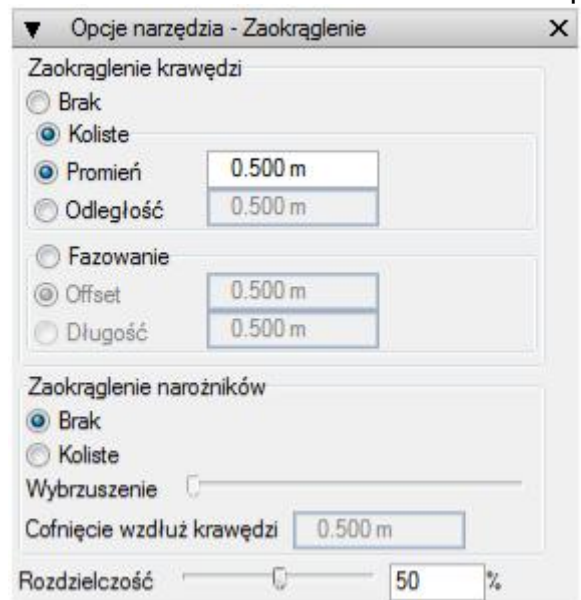 Opcje narzędzia - Zaokrąglenie
Zaokrąglenie krawędzi
Brak
Koliste
Promień 0.500 m
Odległość 0.500 m
Fazowanie
Offset 0.500 m
Długość 0.500 m
Zaokrąglenie narożników
Brak
Koliste
Wybrzuszenie
Cofnięcie wzdłuż krawędzi 0.500 m
Rozdzielczość 50 %